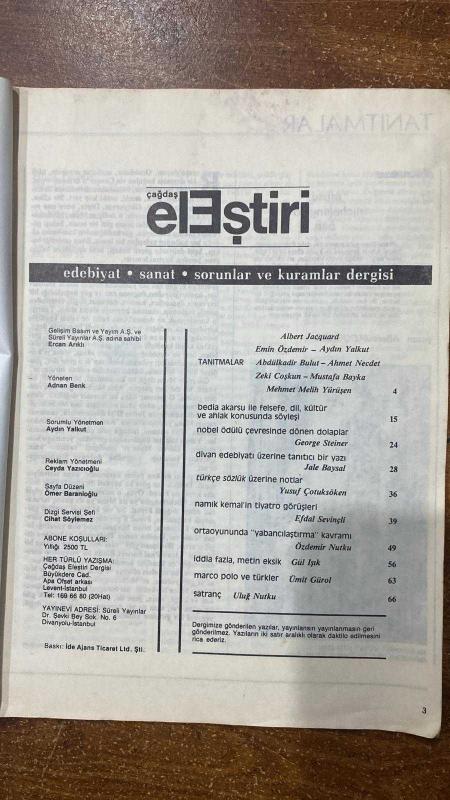 TANITMALAR
çağdaş
elEştiri
edebiyat • sanat • sorunlar ve kuramlar dergisi
Gelişim Basım ve Yayım A.Ş. ve
Süreli Yayınlar A.Ş. adına sahibi
Ercan Arıklı
Yöneten
Adnan Benk
Sorumlu Yönetmen
Aydın Yalkut
Reklam Yönetmeni
Ceyda Yazıcıoğlu
Sayfa Düzeni
Ömer Baranioğlu
Dizgi Servisi Şefi
Cihat Söylemez
ABONE KOŞULLARI:
Yıllığı 2500 TL
HER TÜRLÜ YAZIŞMA:
Çağdaş Eleştiri Dergisi
Büyükdere Cad.
Apa Ofset arkası
Levent-İstanbul
Tel: 169 66 80 (20Hat)
YAYINEVİ ADRESİ: Süreli Yayınlar
Dr. Şevki Bey Sok. No. 6
Divanyolu-İstanbul
Baskı: İde Ajans Ticaret Ltd. Şti.
Albert Jacquard
Emin Özdemir – Aydın Yalkut
TANITMALAR Abdülkadir Bulut – Ahmet Necdet
Zeki Coşkun – Mustafa Bayka
Mehmet Melih Yürüşen 4
bedia akarsu ile felsefe, dil, kültür
ve ahlak konusunda söyleşi 15
nobel ödülü çevresinde dönen dolaplar
George Steiner 24
divan edebiyatı üzerine tanıtıcı bir yazı
Jale Baysal 28
türkçe sözlük üzerine notlar
Yusuf Çotuksöken 36
namık kemal'in tiyatro görüşleri
Efdal Sevinçli 39
ortaoyununda "yabancılaştırma" kavramı
Özdemir Nutku 49
iddia fazla, metin eksik Gül Işık 56
marco polo ve türkler Ümit Gürol 63
satranç Uluğ Nutku 66
Dergimize gönderilen yazılar, yayınlansın yayınlanmasın geri
gönderilmez. Yazıların iki satır aralıklı olarak daktilo edilmesini
rica ederiz.
3